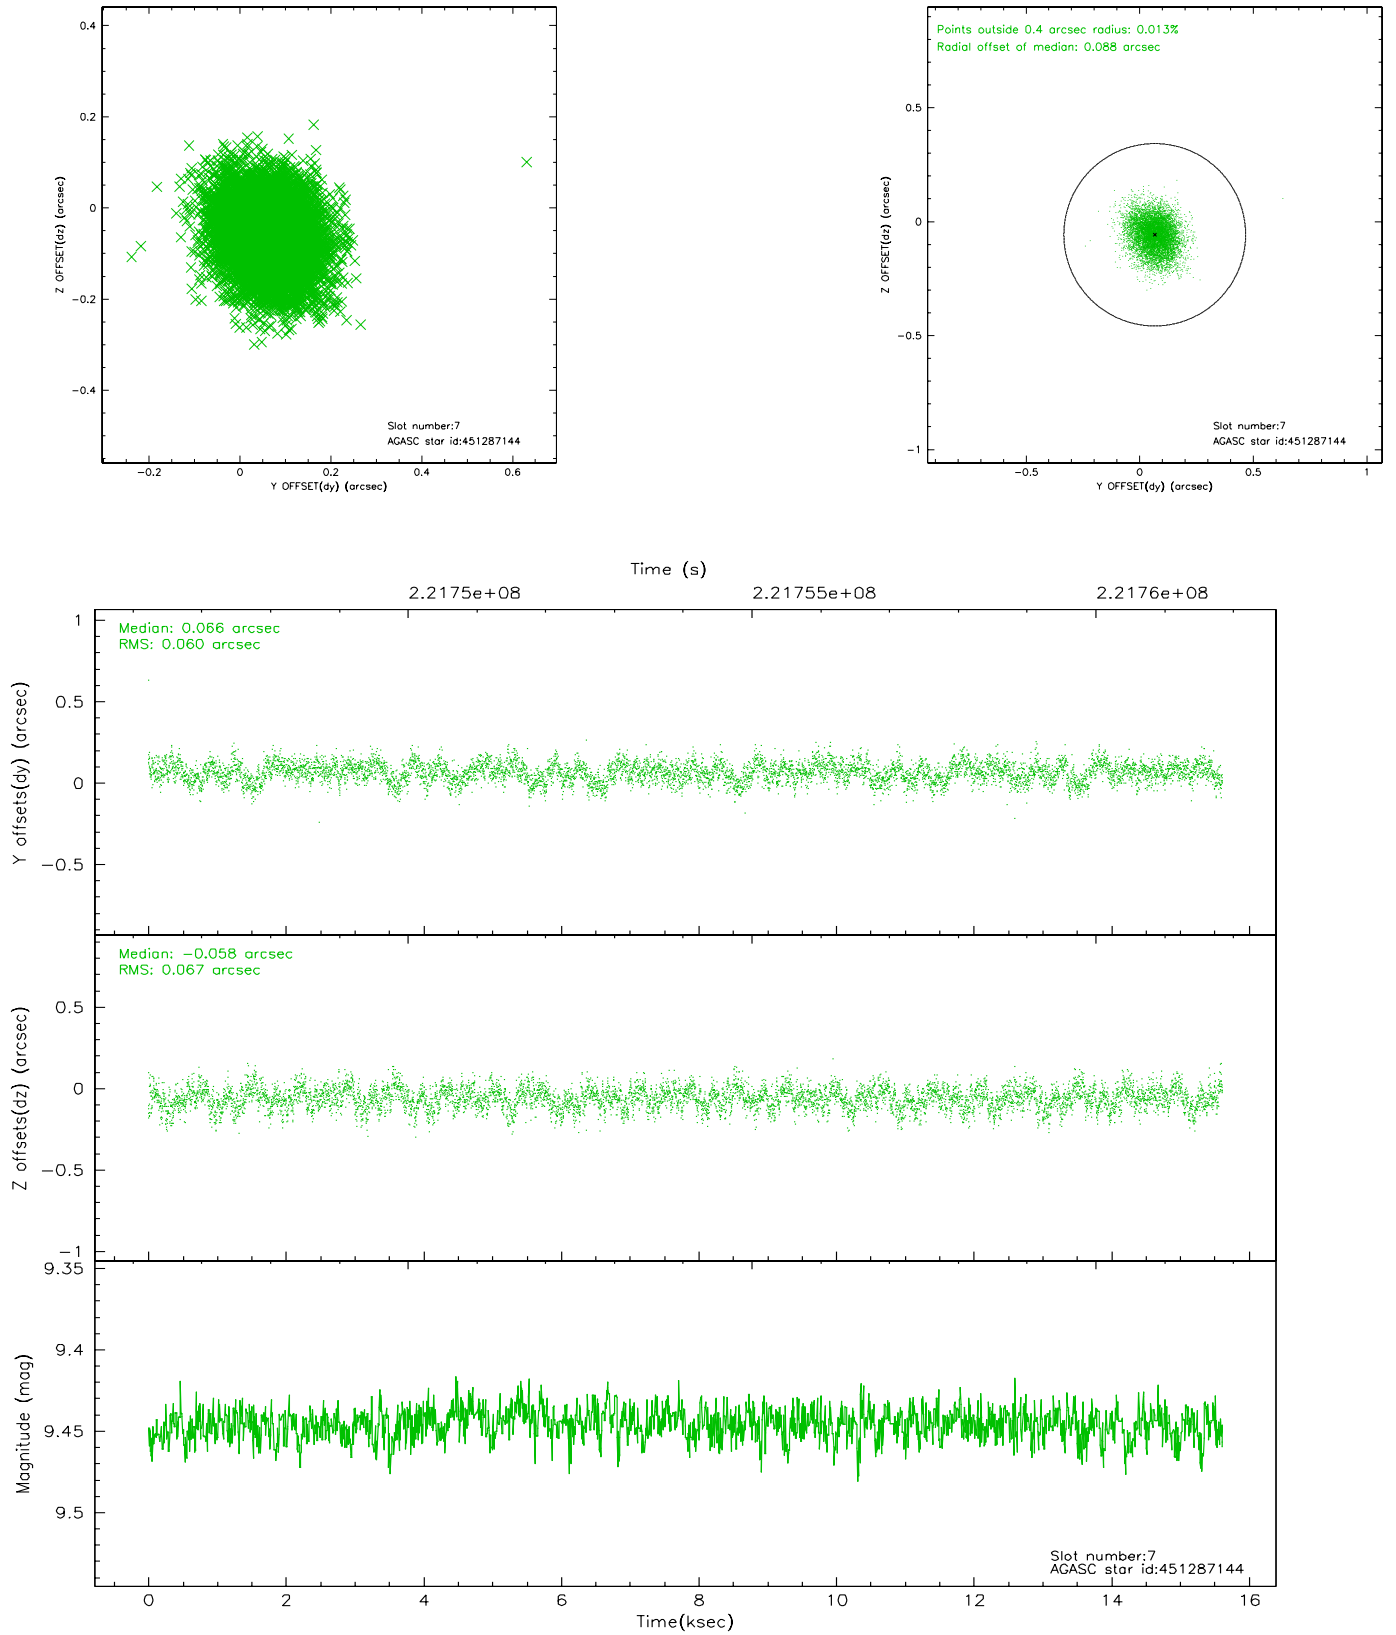 0.4
0.2
0
−0.2
−0.4
Z OFFSET(dz) (arcsec)
Slot number:7
AGASC star id:451287144
−0.2 0 0.2 0.4 0.6
Y OFFSET(dy) (arcsec)
Points outside 0.4 arcsec radius: 0.013%
Radial offset of median: 0.088 arcsec
0.5
0
−0.5
−1
Z OFFSET(dz) (arcsec)
Slot number:7
AGASC star id:451287144
−0.5 0 0.5 1
Y OFFSET(dy) (arcsec)
Time (s)
2.2175e+08 2.21755e+08 2.2176e+08
Median: 0.066 arcsec
RMS: 0.060 arcsec
1
0.5
0
−0.5
Y offsets(dy) (arcsec)
Median: −0.058 arcsec
RMS: 0.067 arcsec
0.5
0
−0.5
−1
Z offsets(dz) (arcsec)
9.35
9.4
9.45
9.5
Magnitude (mag)
Slot number:7
AGASC star id:451287144
0 2 4 6 8 10 12 14 16
Time(ksec)